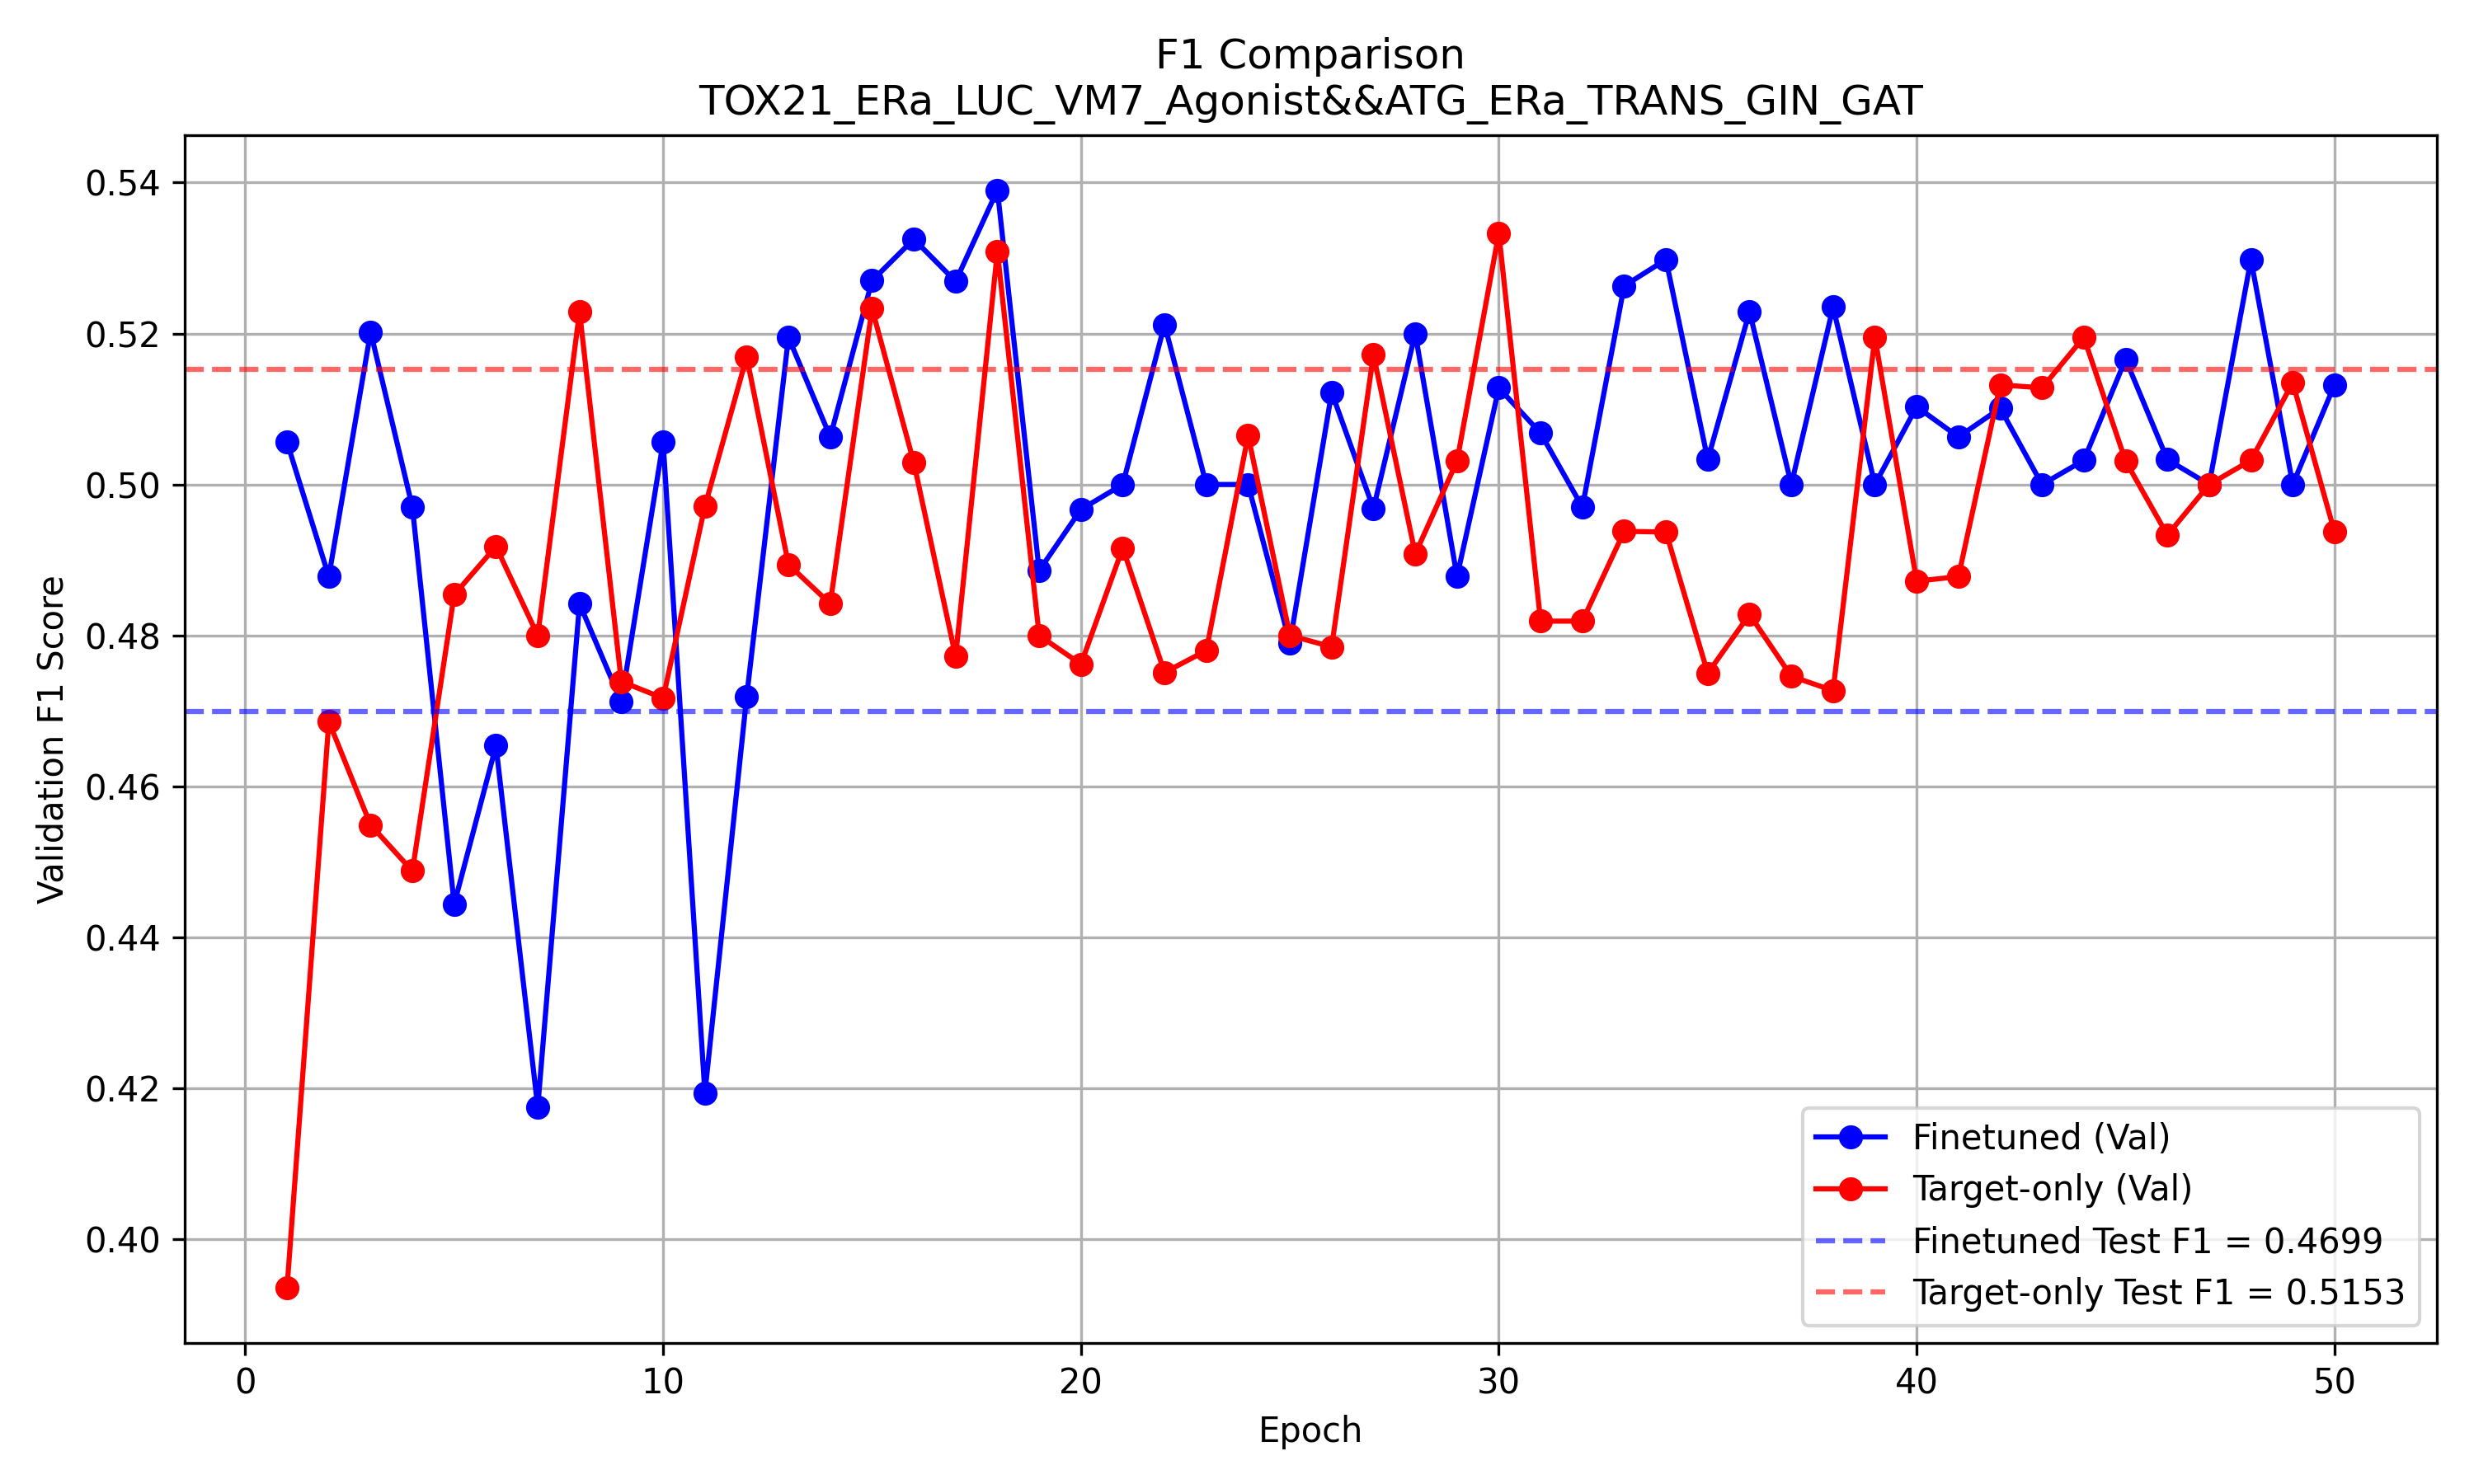 F1 Comparison
TOX21_ERa_LUC_VM7_Agonist&&ATG_ERa_TRANS_GIN_GAT
Validation F1 Score
0.54
0.52
0.50
0.48
0.46
0.44
0.42
0.40
Finetuned (Val)
Target-only (Val)
Finetuned Test F1 = 0.4699
Target-only Test F1 = 0.5153
0 10 20 30 40 50
Epoch